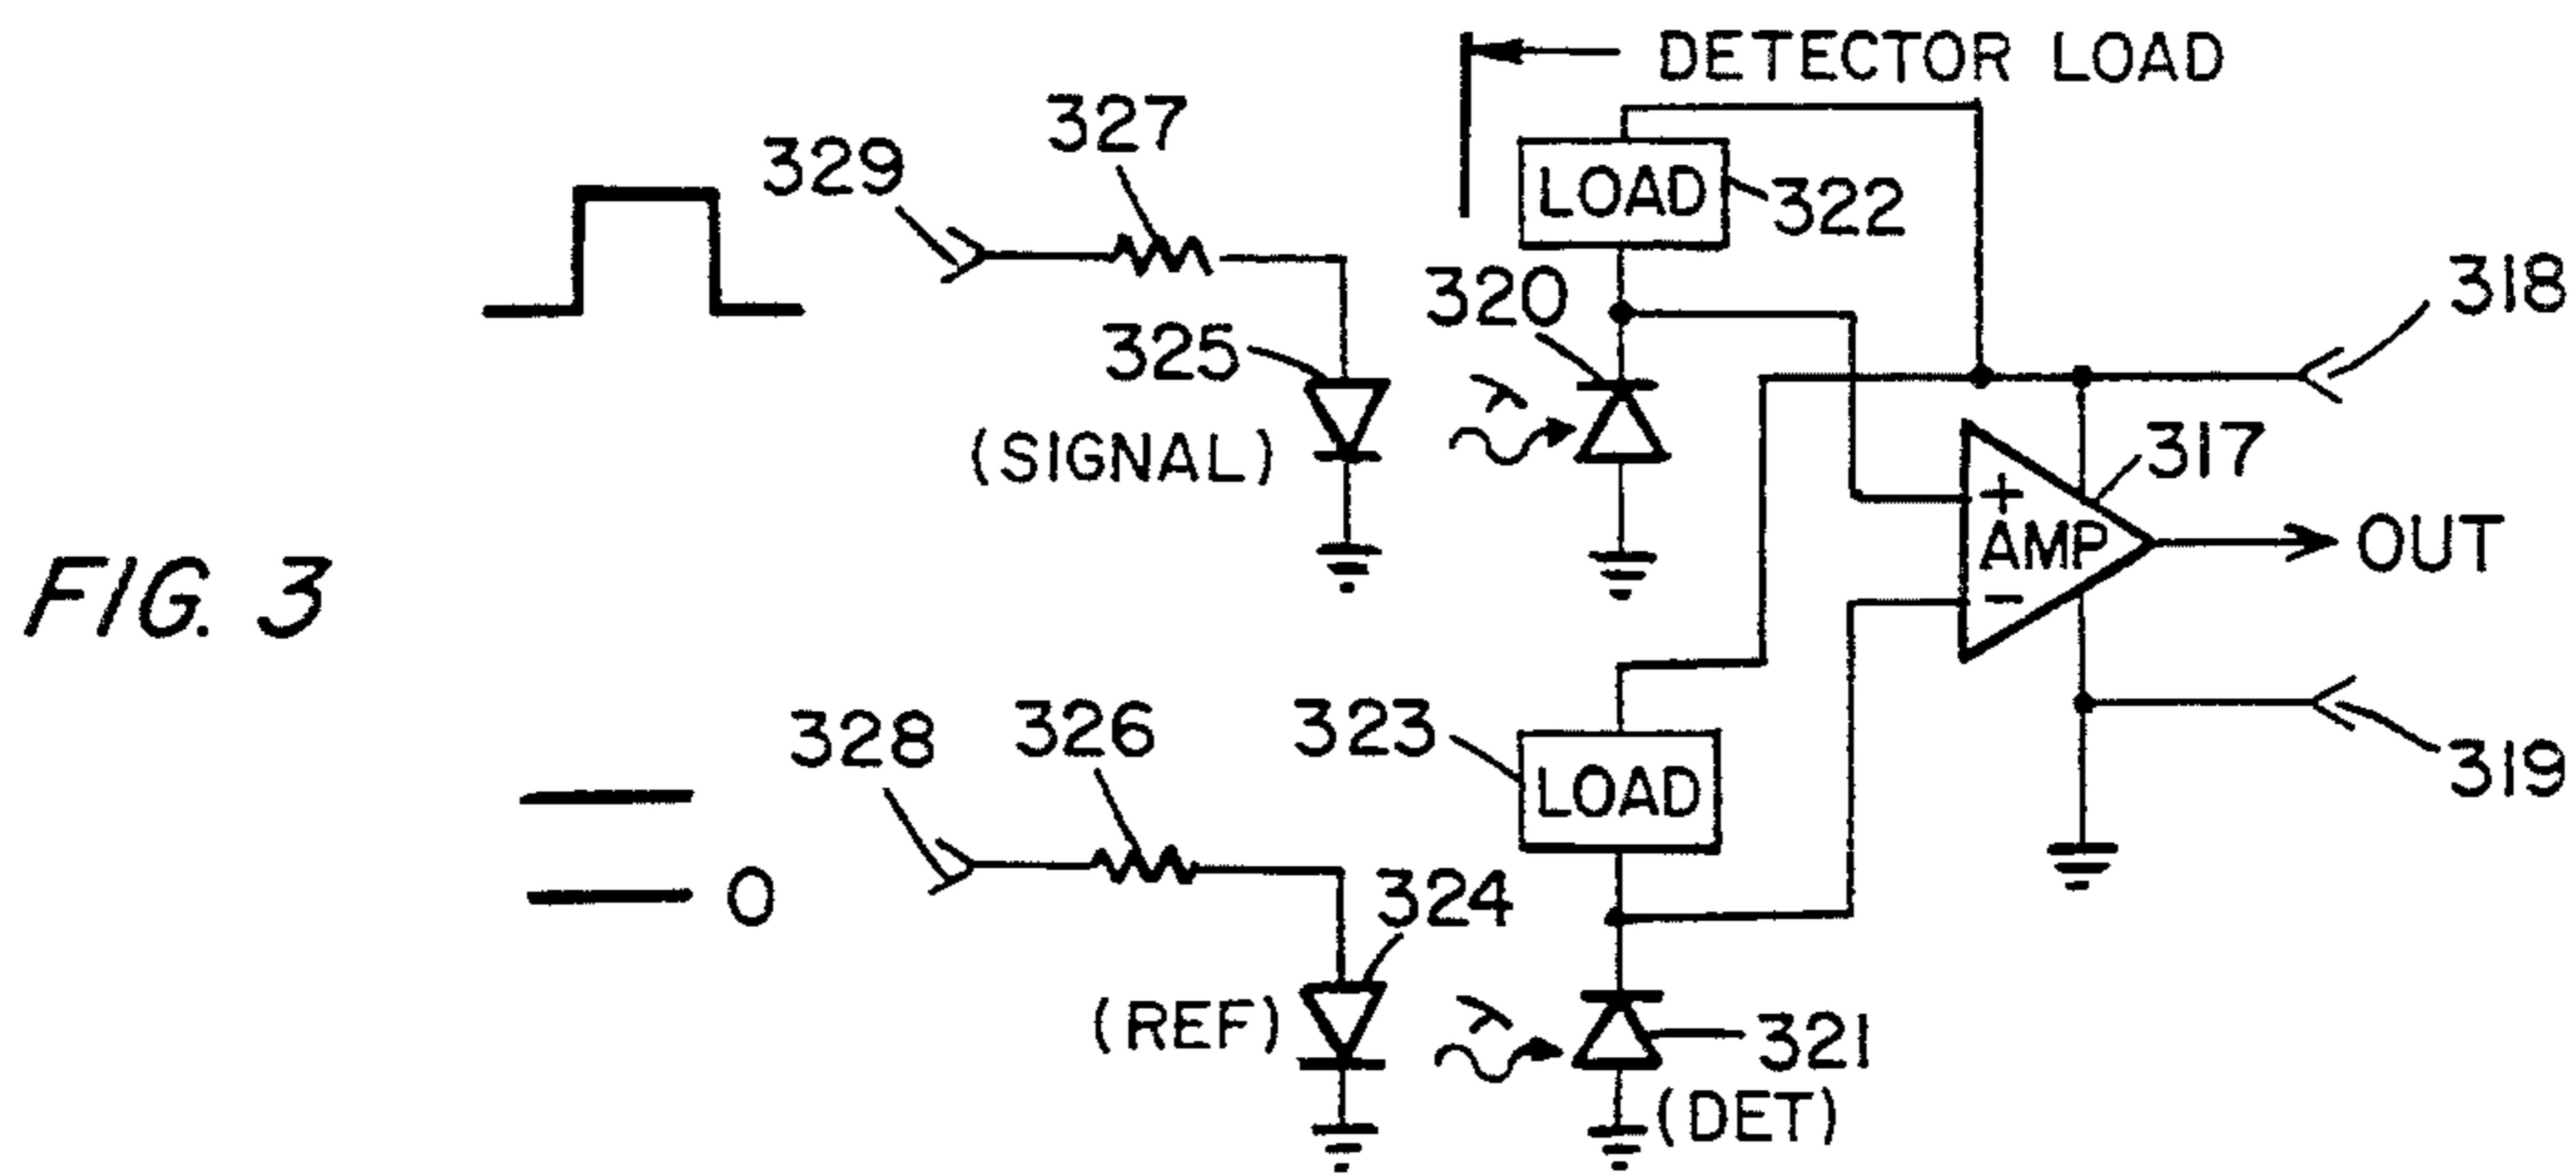 DETECTOR LOAD
327
329
LOAD
322
320
318
325
(SIGNAL)
λ
317
+
AMP
-
OUT
FIG. 3
328
326
323
LOAD
319
0
324
(REF)
λ
321
(DET)